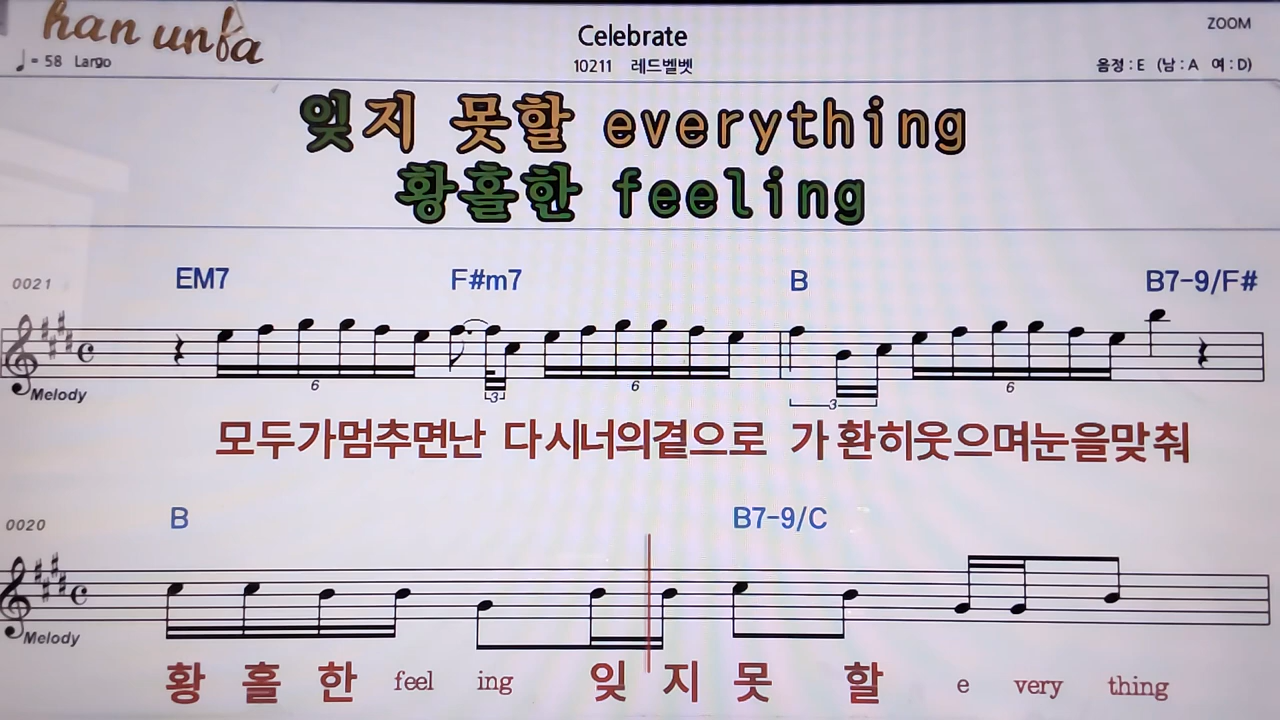 han unfa
Celebrate
ZOOM
♩= 58 Largo
10211 레드벨벳
음정 : E (남 : A 여 : D)
잊지 못할 everything
황홀한 feeling
0021 EM7 F#m7 B B7-9/F#
6 3 6 3 6
Melody
모두가멈추면난 다시너의곁으로 가 환히웃으며눈을맞춰
0020 B B7-9/C
Melody
황 홀 한 feel ing 잊 지 못 할 e very thing